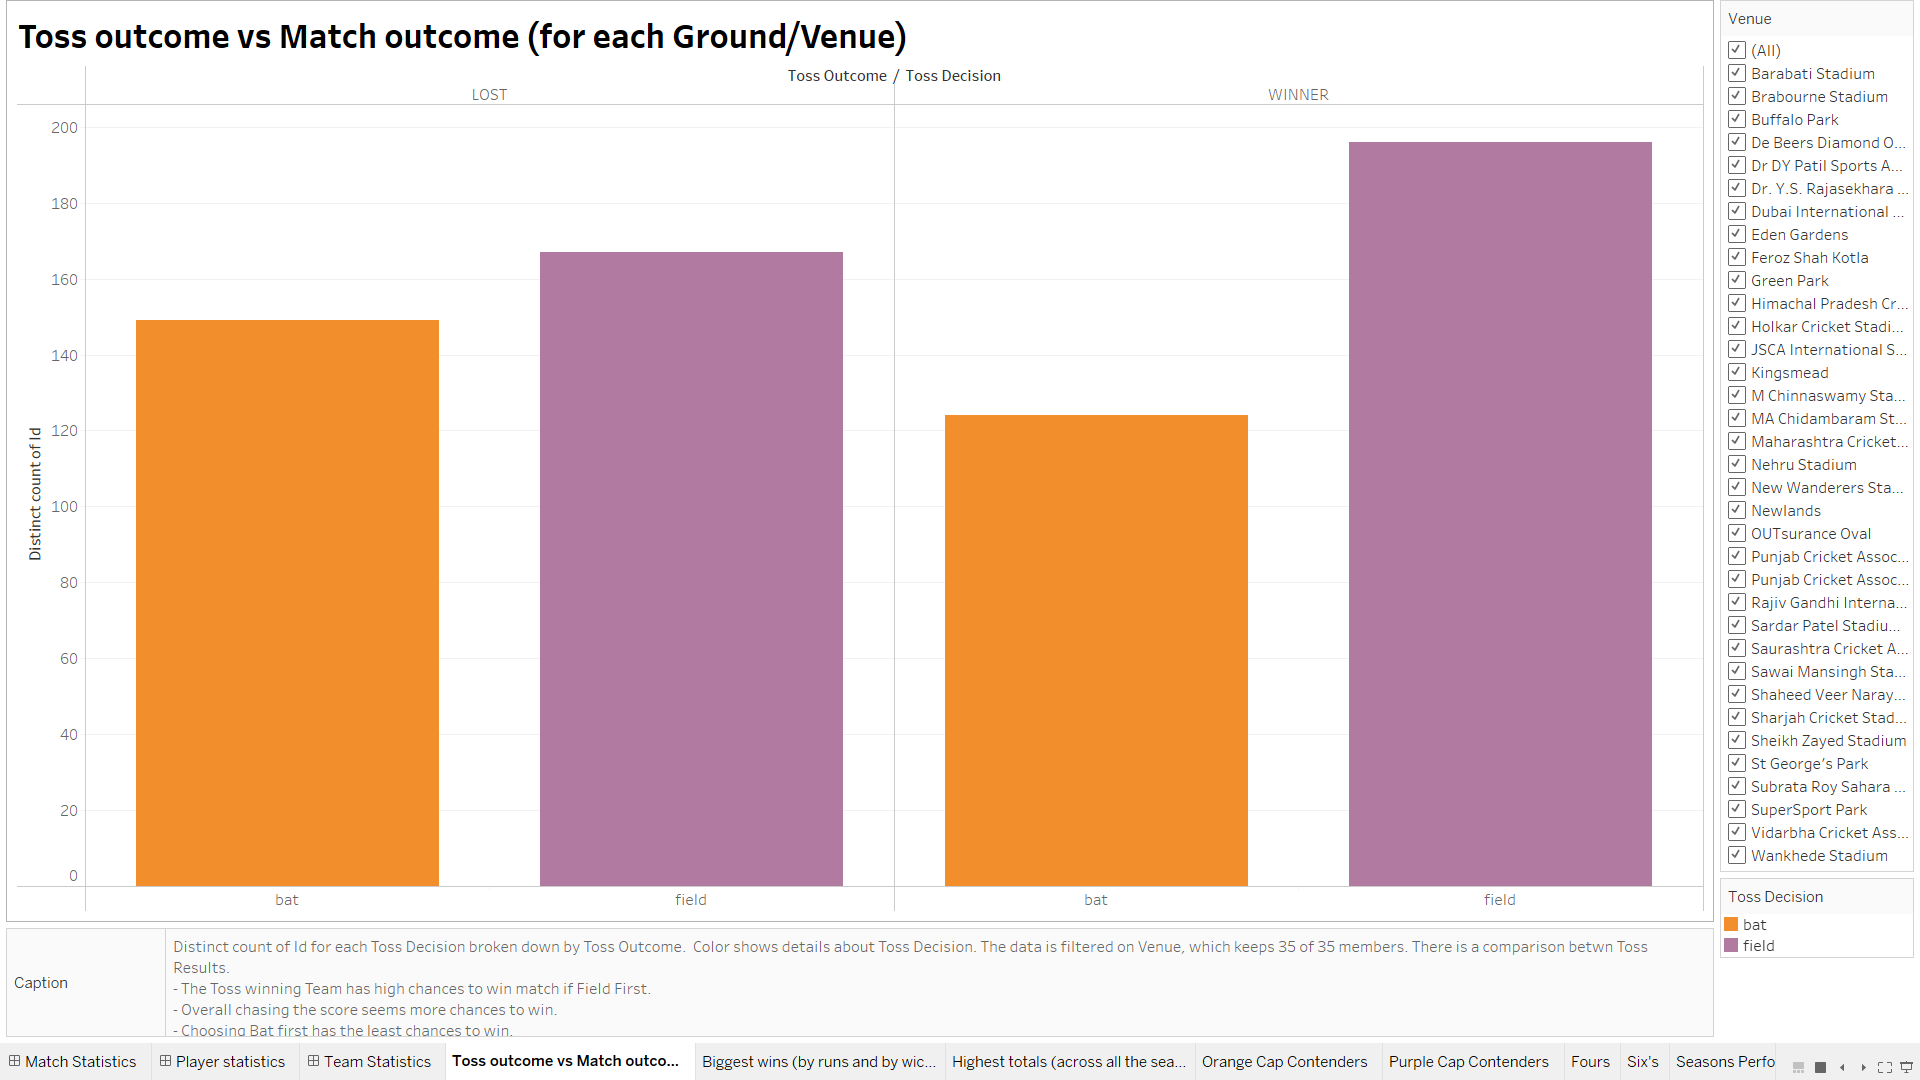 Toss outcome vs Match outcome (for each Ground/Venue)
Toss Outcome / Toss Decision
LOST
WINNER
200
180
160
140
120
100
80
60
40
20
0
Distinct count of Id
bat
field
bat
field
Caption
Distinct count of Id for each Toss Decision broken down by Toss Outcome. Color shows details about Toss Decision. The data is filtered on Venue, which keeps 35 of 35 members. There is a comparison betwn Toss
Results.
- The Toss winning Team has high chances to win match if Field First.
- Overall chasing the score seems more chances to win.
- Choosing Bat first has the least chances to win.
Venue
(All)
Barabati Stadium
Brabourne Stadium
Buffalo Park
De Beers Diamond O...
Dr DY Patil Sports A...
Dr. Y.S. Rajasekhara ...
Dubai International ...
Eden Gardens
Feroz Shah Kotla
Green Park
Himachal Pradesh Cr...
Holkar Cricket Stadi...
JSCA International S...
Kingsmead
M Chinnaswamy Sta...
MA Chidambaram St...
Maharashtra Cricket...
Nehru Stadium
New Wanderers Sta...
Newlands
OUTsurance Oval
Punjab Cricket Assoc...
Punjab Cricket Assoc...
Rajiv Gandhi Interna...
Sardar Patel Stadiu...
Saurashtra Cricket A...
Sawai Mansingh Sta...
Shaheed Veer Naray...
Sharjah Cricket Stad...
Sheikh Zayed Stadium
St George's Park
Subrata Roy Sahara ...
SuperSport Park
Vidarbha Cricket Ass...
Wankhede Stadium
Toss Decision
bat
field
Match Statistics
Player statistics
Team Statistics
Toss outcome vs Match outco...
Biggest wins (by runs and by wic...
Highest totals (across all the sea...
Orange Cap Contenders
Purple Cap Contenders
Fours
Six's
Seasons Perfo